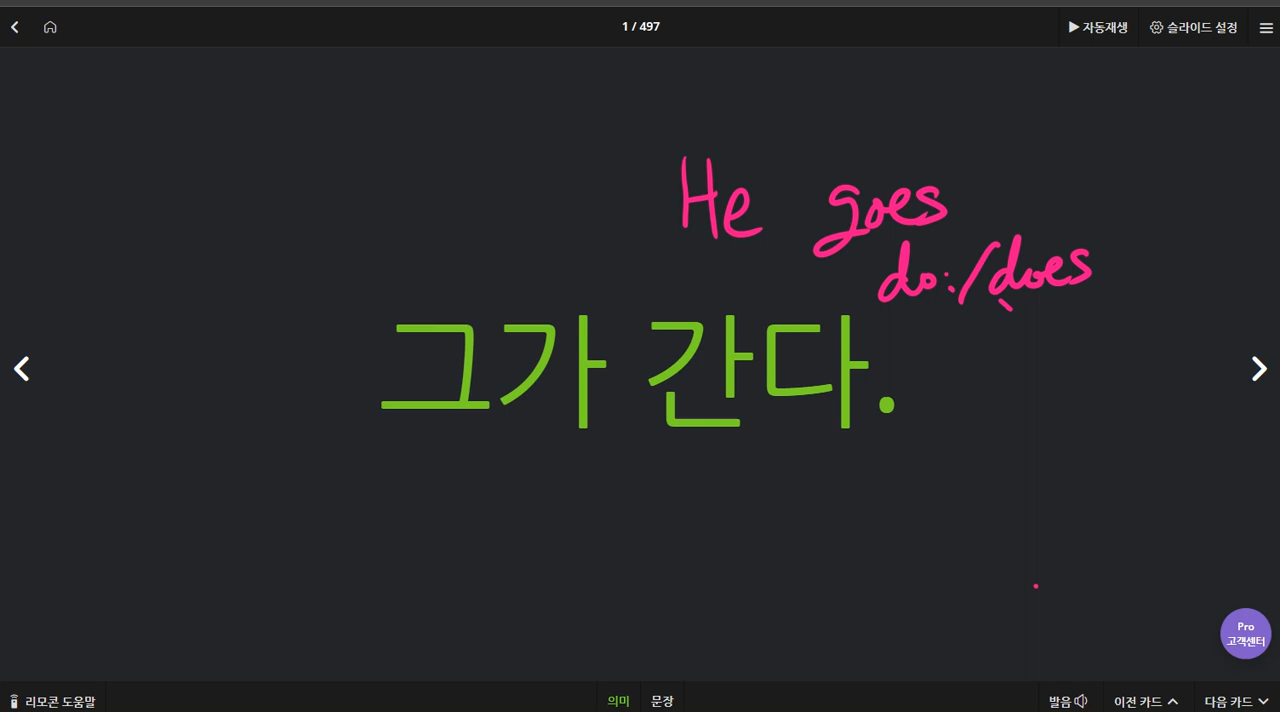 1 / 497
자동재생
슬라이드 설정
He goes
do:/does
그가 간다.
Pro
고객센터
리모콘 도움말
의미
문장
발음
이전 카드
다음 카드